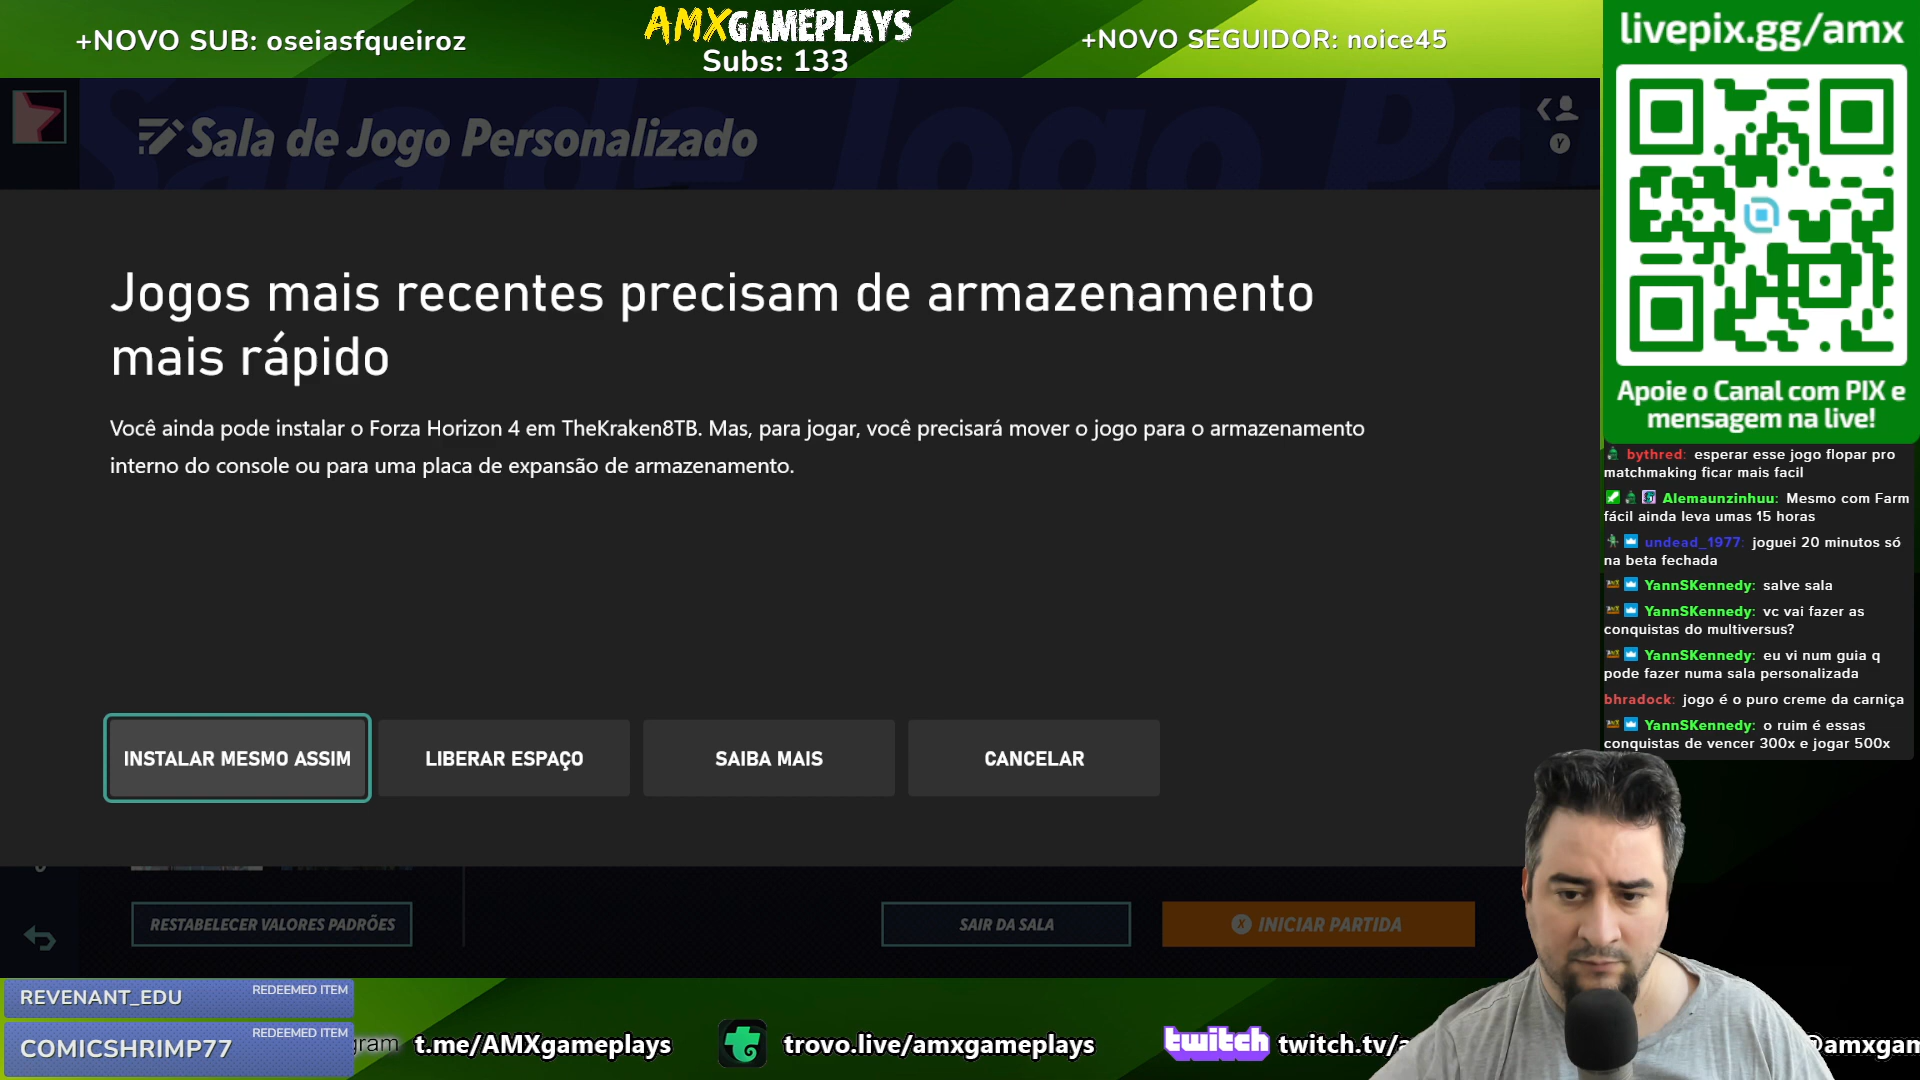 +NOVO SUB: oseiasfqueiroz
AMXGAMEPLAYS
Subs: 133
+NOVO SEGUIDOR: noice45
livepix.gg/amx
Sala de Jogo Personalizado
Y
Jogos mais recentes precisam de armazenamento
mais rápido
Você ainda pode instalar o Forza Horizon 4 em TheKraken8TB. Mas, para jogar, você precisará mover o jogo para o armazenamento
interno do console ou para uma placa de expansão de armazenamento.
INSTALAR MESMO ASSIM
LIBERAR ESPAÇO
SAIBA MAIS
CANCELAR
RESTABELECER VALORES PADRÕES
SAIR DA SALA
X INICIAR PARTIDA
Apoie o Canal com PIX e
mensagem na live!
bythred: esperar esse jogo flopar pro
matchmaking ficar mais facil
Alemaunzinhuu: Mesmo com Farm
fácil ainda leva umas 15 horas
undead_1977: joguei 20 minutos só
na beta fechada
YannSKennedy: salve sala
YannSKennedy: vc vai fazer as
conquistas do multiversus?
YannSKennedy: eu vi num guia q
pode fazer numa sala personalizada
bhradock: jogo é o puro creme da carniça
YannSKennedy: o ruim é essas
conquistas de vencer 300x e jogar 500x
REVENANT_EDU
REDEEMED ITEM
COMICSHRIMP77
REDEEMED ITEM
gram
t.me/AMXgameplays
trovo.live/amxgameplays
twitch
twitch.tv/a
@amxgam